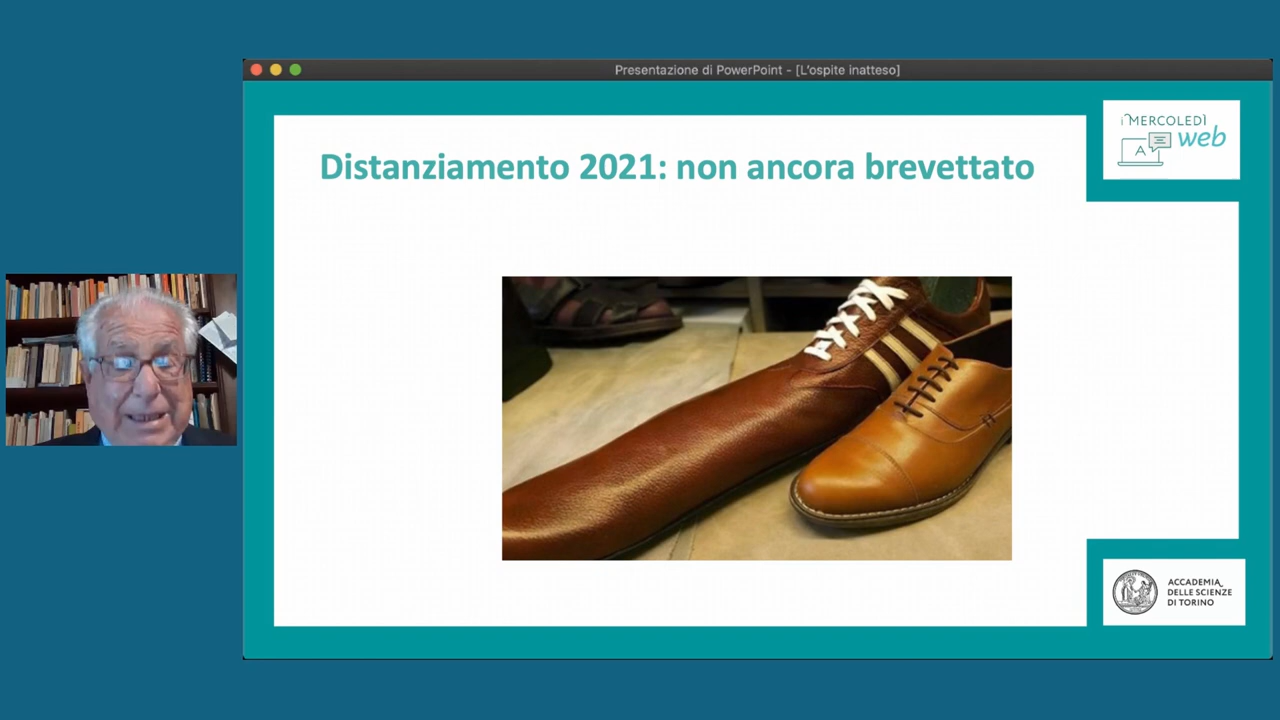 Presentazione di PowerPoint - [L'ospite inatteso]
i MERCOLEDÌ
A
web
Distanziamento 2021: non ancora brevettato
ACCADEMIA
DELLE SCIENZE
DI TORINO